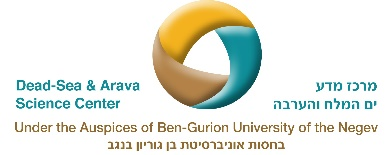 Dead-Sea & Arava
Science Center
מרכז מדע
ים המלח והערבה
Under the Auspices of Ben-Gurion University of the Negev
בחסות אוניברסיטת בן גוריון בנגב